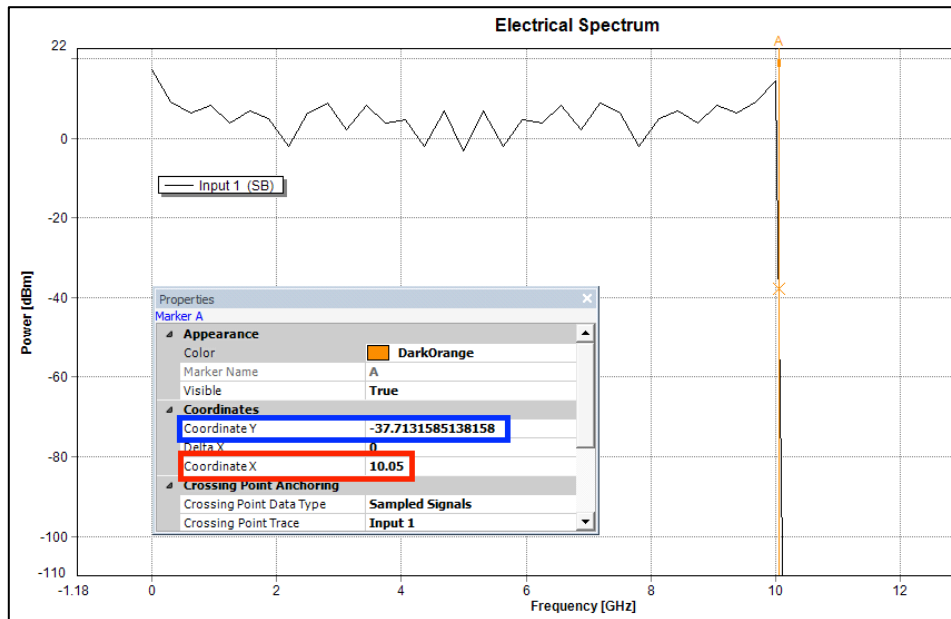 Electrical Spectrum
22
A
0
Input 1 (SB)
-20
-40
-60
-80
-100
-110
Power [dBm]
Properties
Marker A
Appearance
Color DarkOrange
Marker Name A
Visible True
Coordinates
Coordinate Y -37.7131585138158
Delta X 0
Coordinate X 10.05
Crossing Point Anchoring
Crossing Point Data Type Sampled Signals
Crossing Point Trace Input 1
-1.18 0 2 4 6 8 10 12
Frequency [GHz]